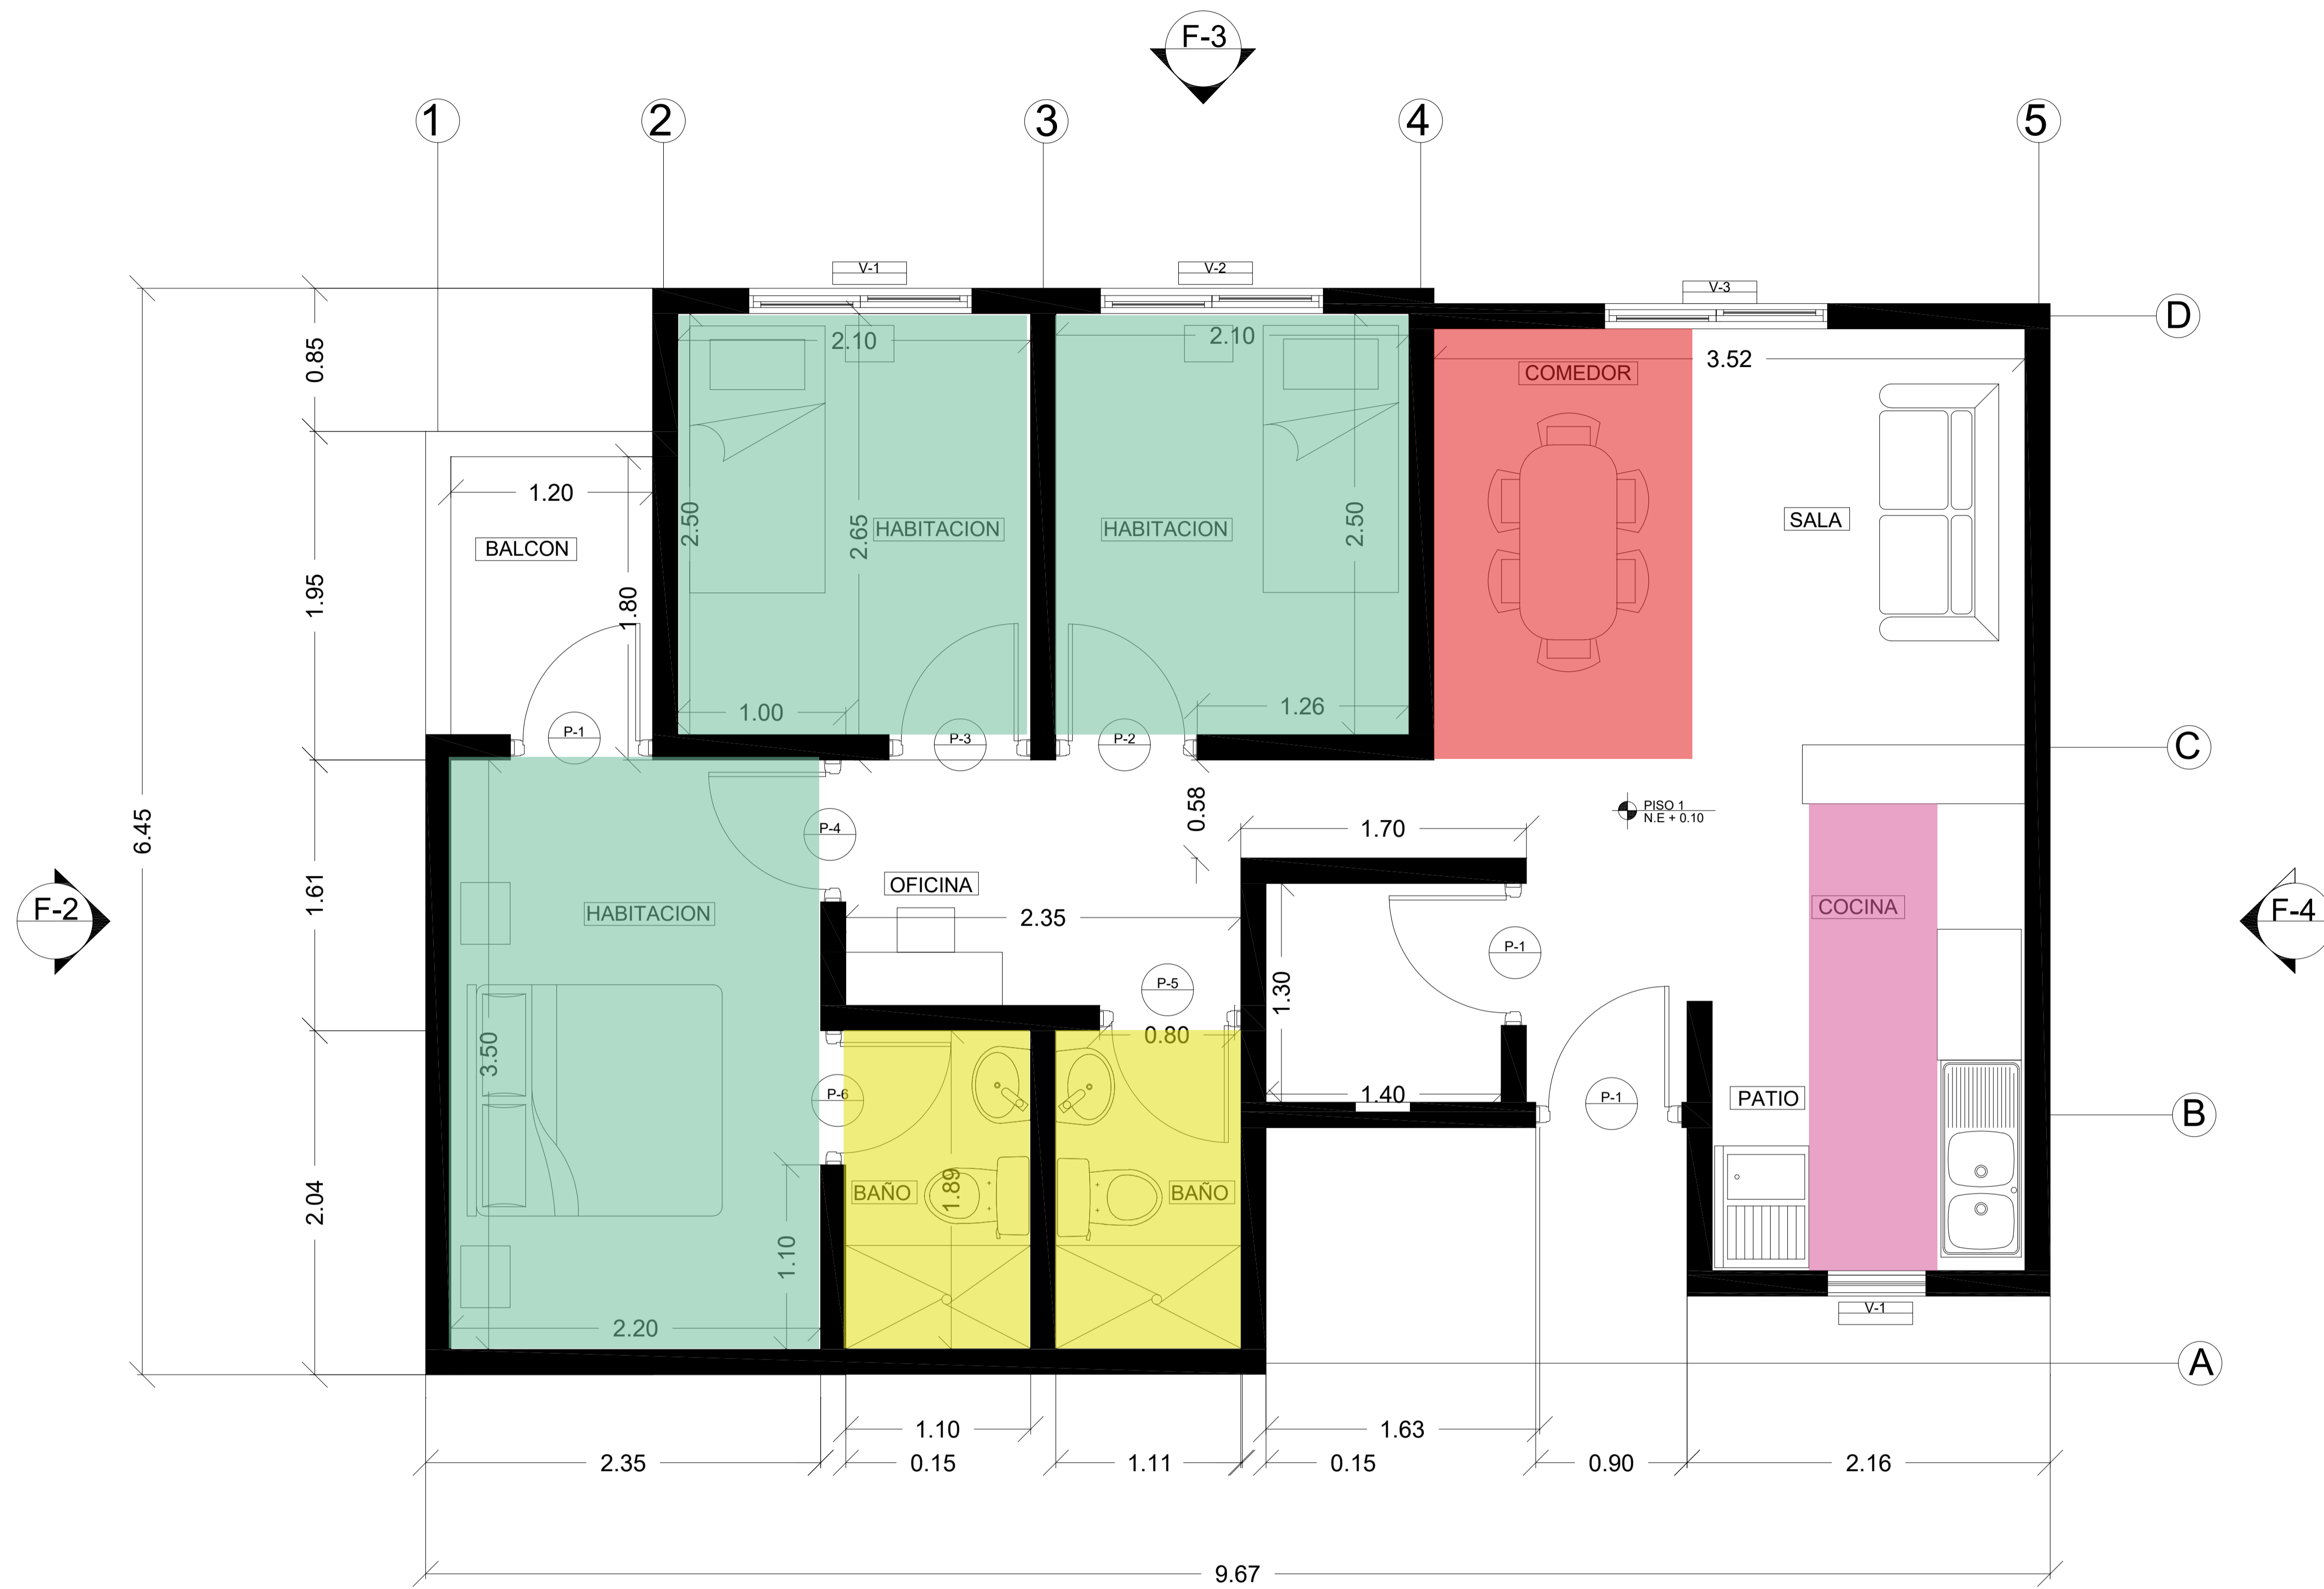 F-3
1
2
3
4
5
V-1
V-2
V-3
D
2.10
2.10
COMEDOR
3.52
0.85
1.20
BALCON
2.50
2.65
HABITACION
HABITACION
2.50
SALA
1.95
1.80
1.00
1.26
P-1
P-3
P-2
C
6.45
P-4
0.58
1.70
PISO 1
N.E + 0.10
F-2
1.61
HABITACION
OFICINA
2.35
COCINA
F-4
P-1
P-5
1.30
3.50
0.80
P-6
1.40
P-1
PATIO
B
2.04
BAÑO
1.89
BAÑO
1.10
2.20
V-1
A
1.10
1.63
2.35
0.15
1.11
0.15
0.90
2.16
9.67